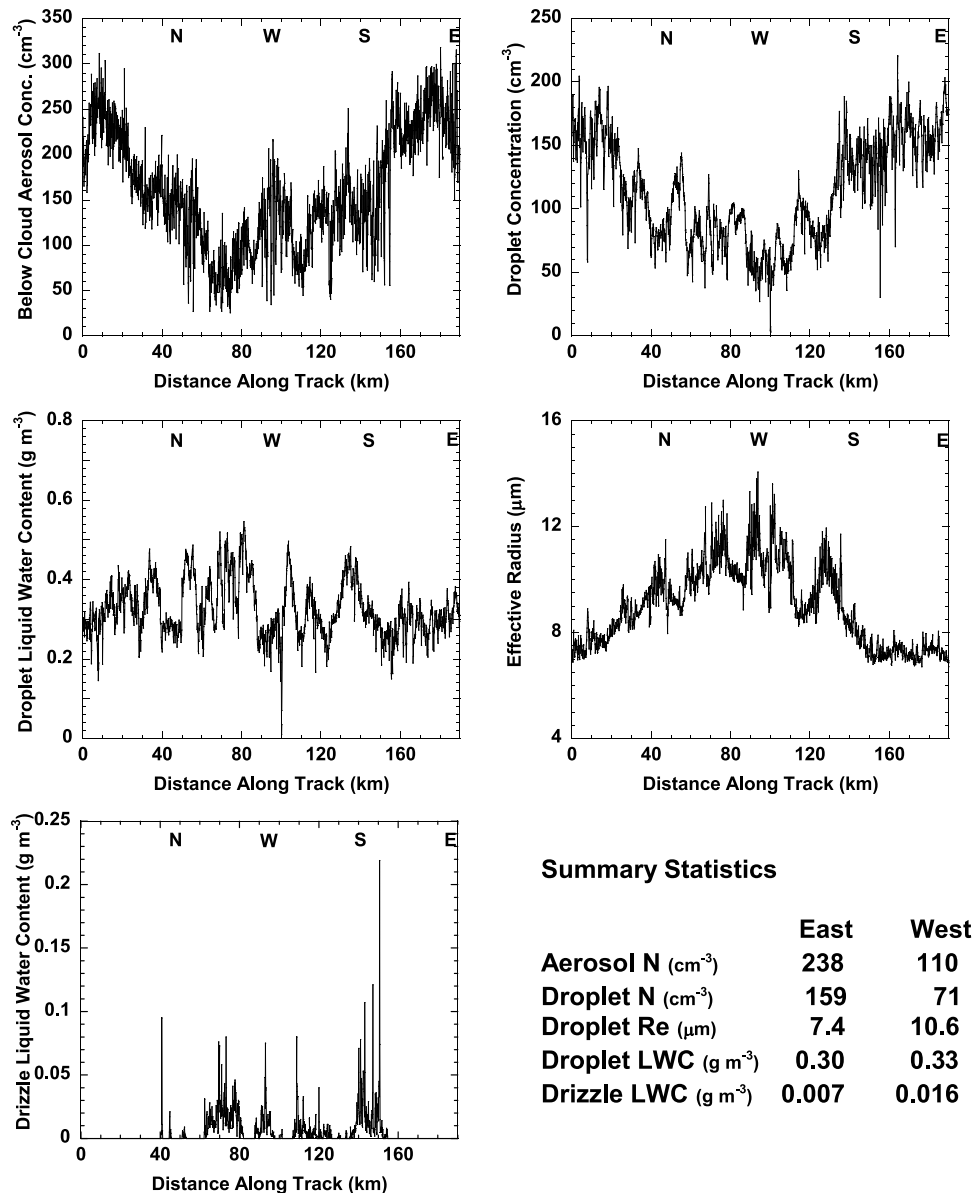 N W S E
Below Cloud Aerosol Conc. (cm⁻³)
350
300
250
200
150
100
50
0
0 40 80 120 160
Distance Along Track (km)
N W S E
Droplet Concentration (cm⁻³)
250
200
150
100
50
0
0 40 80 120 160
Distance Along Track (km)
N W S E
Droplet Liquid Water Content (g m⁻³)
0.8
0.6
0.4
0.2
0
0 40 80 120 160
Distance Along Track (km)
N W S E
Effective Radius (μm)
16
12
8
4
0 40 80 120 160
Distance Along Track (km)
N W S E
Drizzle Liquid Water Content (g m⁻³)
0.25
0.2
0.15
0.1
0.05
0
0 40 80 120 160
Distance Along Track (km)
Summary Statistics
East West
Aerosol N (cm⁻³) 238 110
Droplet N (cm⁻³) 159 71
Droplet Re (μm) 7.4 10.6
Droplet LWC (g m⁻³) 0.30 0.33
Drizzle LWC (g m⁻³) 0.007 0.016